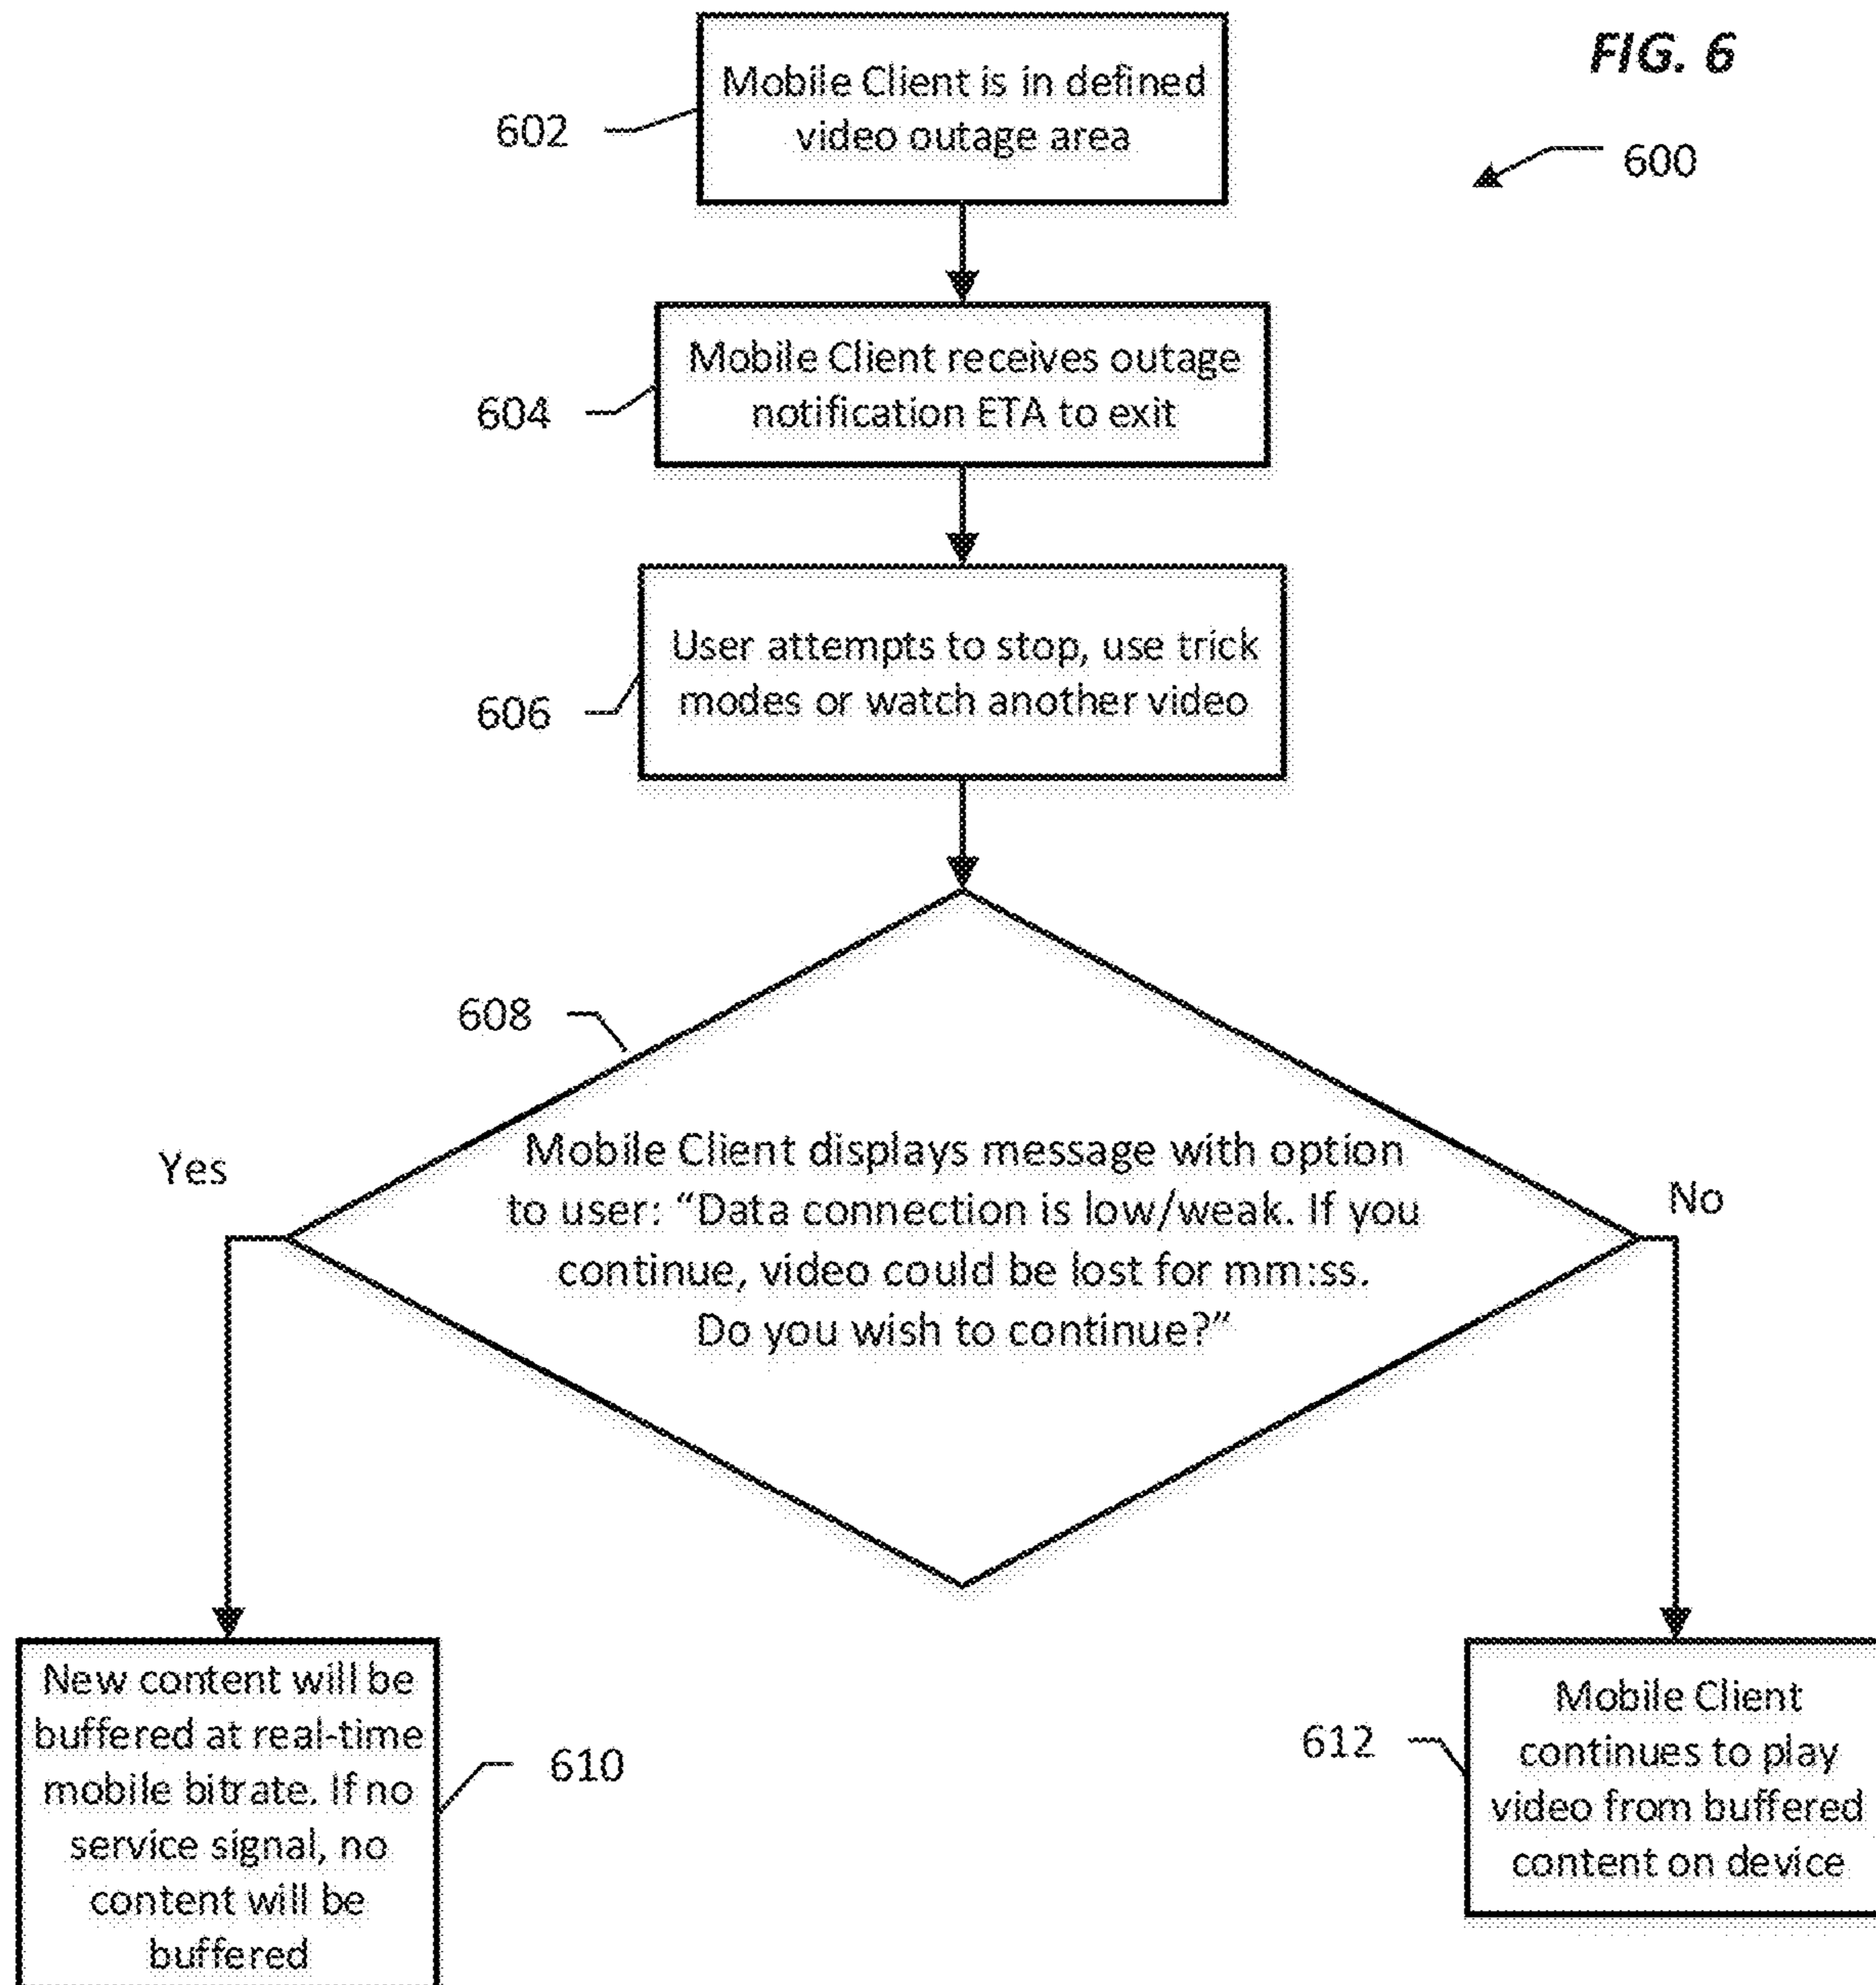 FIG. 6
600
602
Mobile Client is in defined
video outage area
604
Mobile Client receives outage
notification ETA to exit
606
User attempts to stop, use trick
modes or watch another video
608
Mobile Client displays message with option
to user: “Data connection is low/weak. If you
continue, video could be lost for mm:ss.
Do you wish to continue?”
Yes
No
New content will be
buffered at real-time
mobile bitrate. If no
service signal, no
content will be
buffered
610
612
Mobile Client
continues to play
video from buffered
content on device